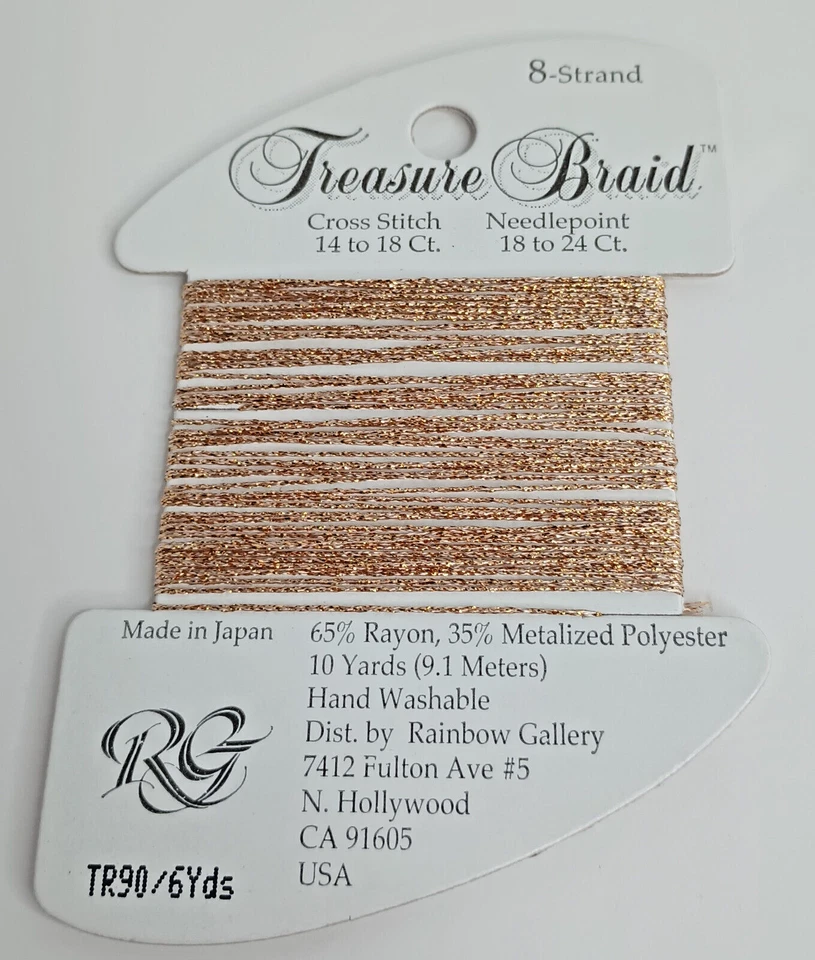 8-Strand
Treasure Braid™
Cross Stitch Needlepoint
14 to 18 Ct. 18 to 24 Ct.
Made in Japan
65% Rayon, 35% Metalized Polyester
10 Yards (9.1 Meters)
Hand Washable
Dist. by Rainbow Gallery
7412 Fulton Ave #5
N. Hollywood
CA 91605
USA
RG
TR90/6Yds